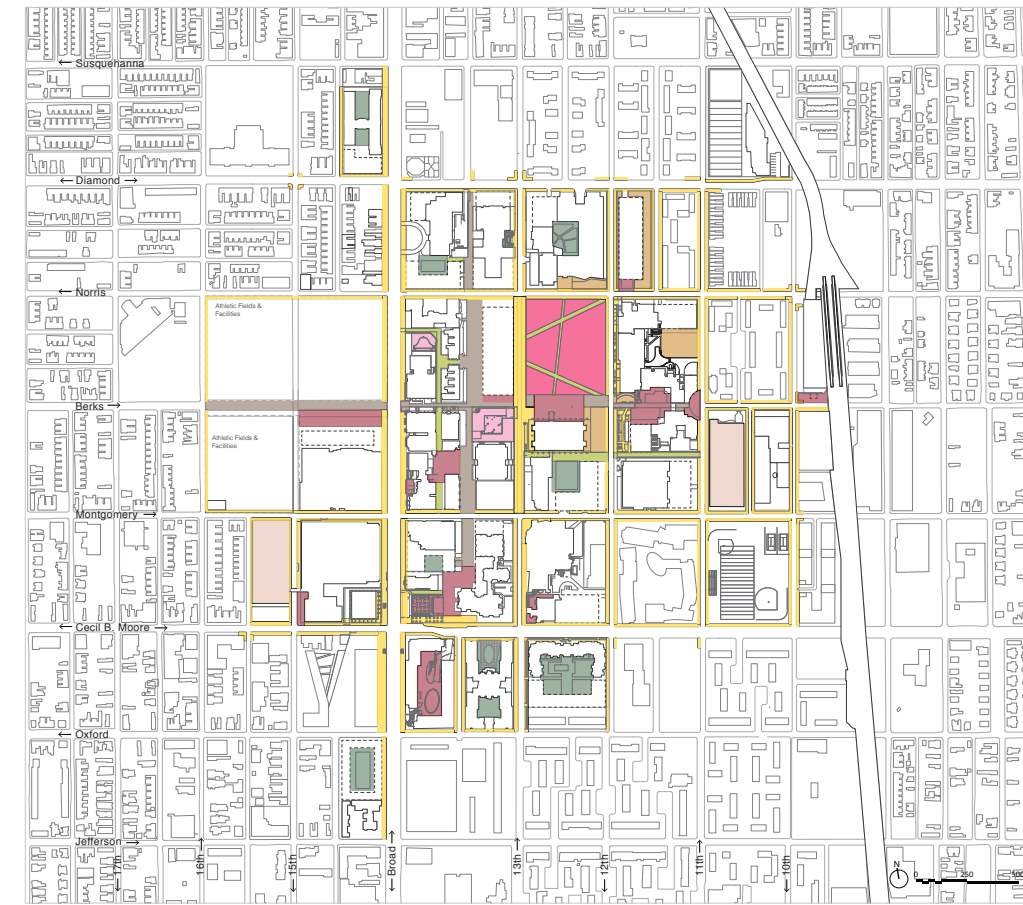 ← Susquehanna
← Diamond →
← Norris
Athletic Fields &
Facilities
Berks →
Athletic Fields &
Facilities
Montgomery →
← Cecil B. Moore →
← Oxford
Jefferson →
← 17th
16th →
← 15th
← Broad →
13th →
← 12th
11th →
← 10th
N
0 250 500